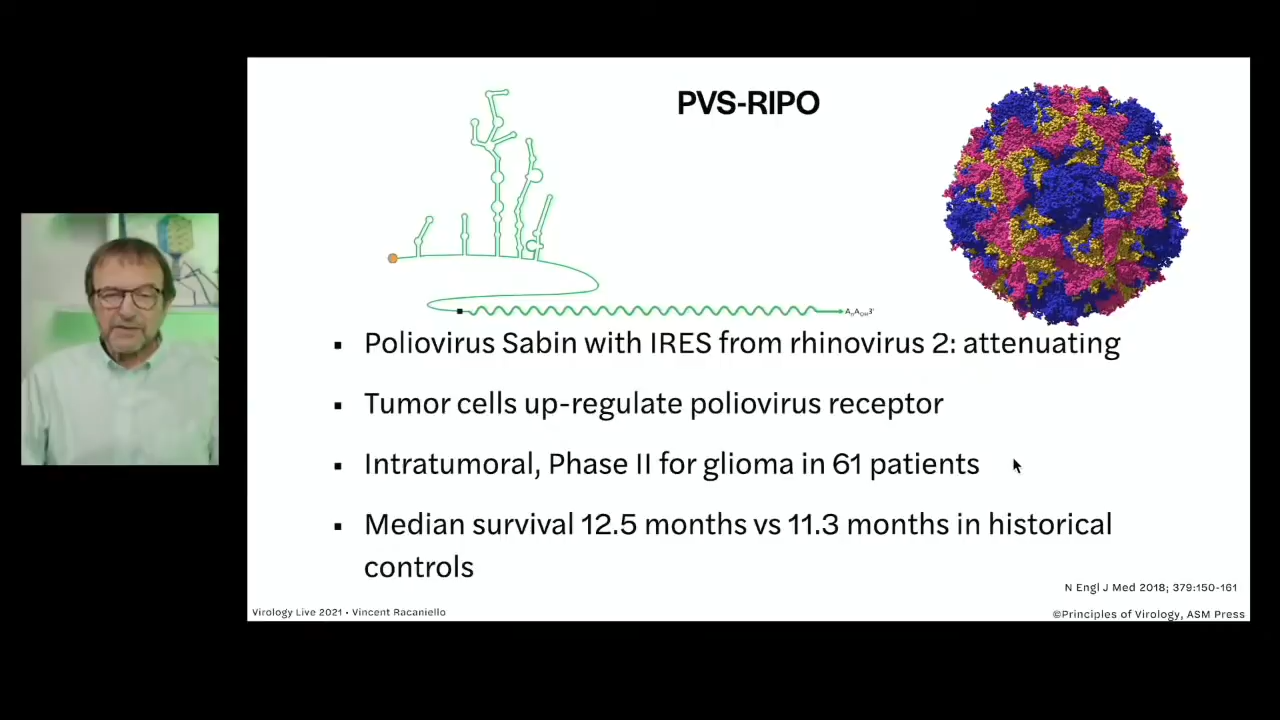 PVS-RIPO
AnAOH3'
▪ Poliovirus Sabin with IRES from rhinovirus 2: attenuating
▪ Tumor cells up-regulate poliovirus receptor
▪ Intratumoral, Phase II for glioma in 61 patients
▪ Median survival 12.5 months vs 11.3 months in historical
controls
N Engl J Med 2018; 379:150-161
Virology Live 2021 • Vincent Racaniello
©Principles of Virology, ASM Press